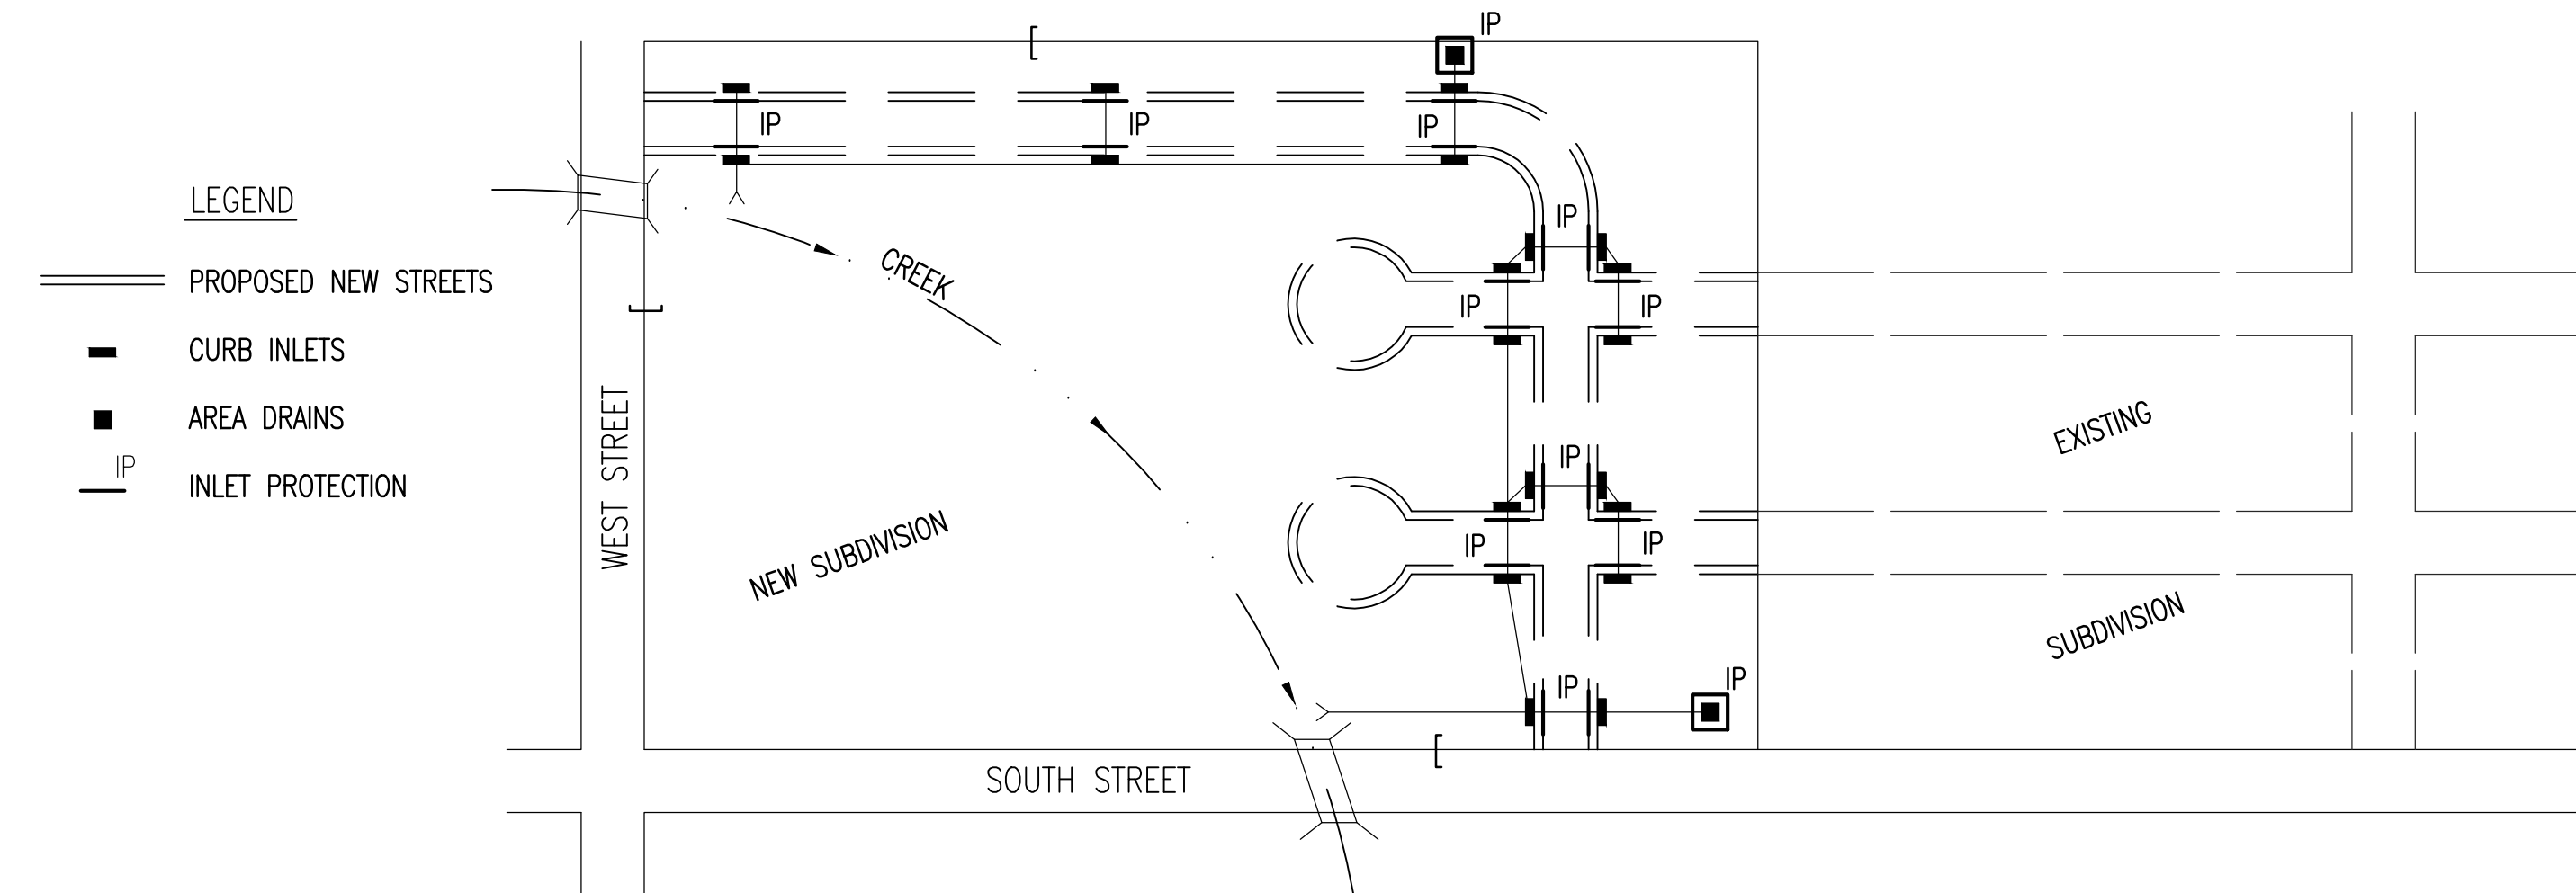 LEGEND
PROPOSED NEW STREETS
CURB INLETS
AREA DRAINS
IP
INLET PROTECTION
IP
IP
IP
IP
CREEK
IP
IP
IP
WEST STREET
NEW SUBDIVISION
IP
IP
IP
IP
IP
EXISTING
SUBDIVISION
SOUTH STREET